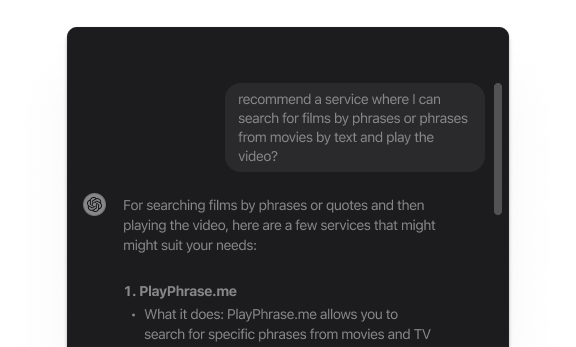 recommend a service where I can
search for films by phrases or phrases
from movies by text and play the
video?
For searching films by phrases or quotes and then
playing the video, here are a few services that might
might suit your needs:
1. PlayPhrase.me
• What it does: PlayPhrase.me allows you to
search for specific phrases from movies and TV